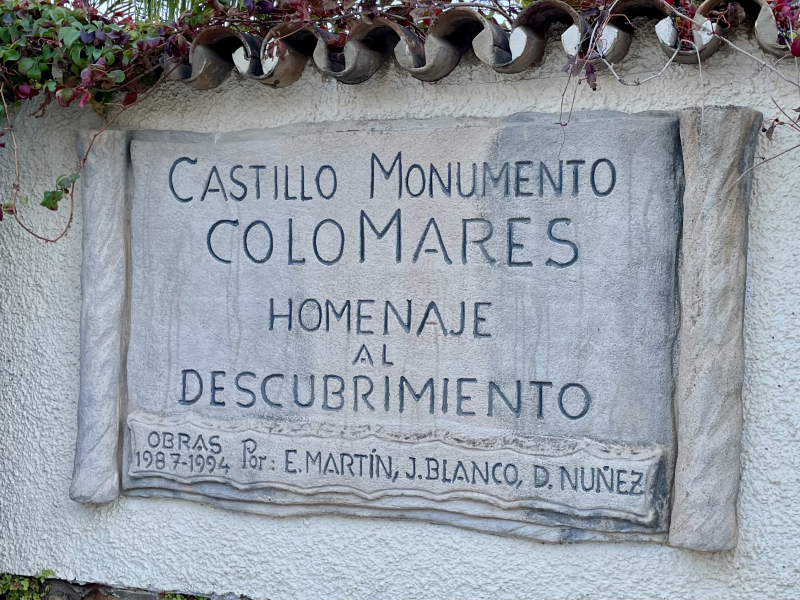 CASTILLO MONUMENTO
COLOMARES
HOMENAJE
AL
DESCUBRIMIENTO
OBRAS
1987-1994 Por: E. MARTÍN, J. BLANCO, D. NUÑEZ